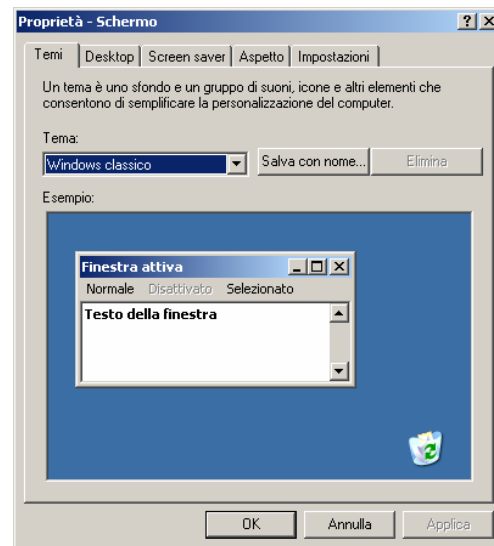 Proprietà - Schermo
Temi Desktop Screen saver Aspetto Impostazioni
Un tema è uno sfondo e un gruppo di suoni, icone e altri elementi che
consentono di semplificare la personalizzazione del computer.
Tema:
Windows classico Salva con nome... Elimina
Esempio:
Finestra attiva
Normale Disattivato Selezionato
Testo della finestra
OK Annulla Applica